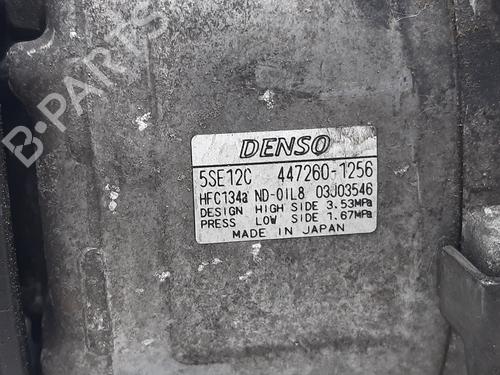 B-PARTS
DENSO
5SE12C 447260-1256
HFC134a ND-OIL8 03J03546
DESIGN HIGH SIDE 3.53MPa
PRESS LOW SIDE 1.67MPa
MADE IN JAPAN